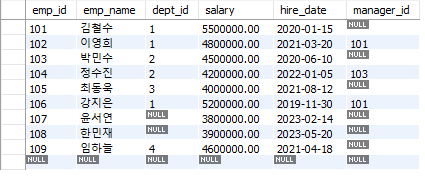 emp_id emp_name dept_id salary hire_date manager_id
101 김철수 1 5500000.00 2020-01-15 NULL
102 이영희 1 4800000.00 2021-03-20 101
103 박민수 2 4500000.00 2020-06-10 NULL
104 정수진 2 4200000.00 2022-01-05 103
105 최동욱 3 4000000.00 2021-08-12 NULL
106 강지은 1 5200000.00 2019-11-30 101
107 윤서연 NULL 3800000.00 2023-02-14 NULL
108 한민재 NULL 3900000.00 2023-05-20 NULL
109 임하늘 4 4600000.00 2021-04-18 NULL
NULL NULL NULL NULL NULL NULL